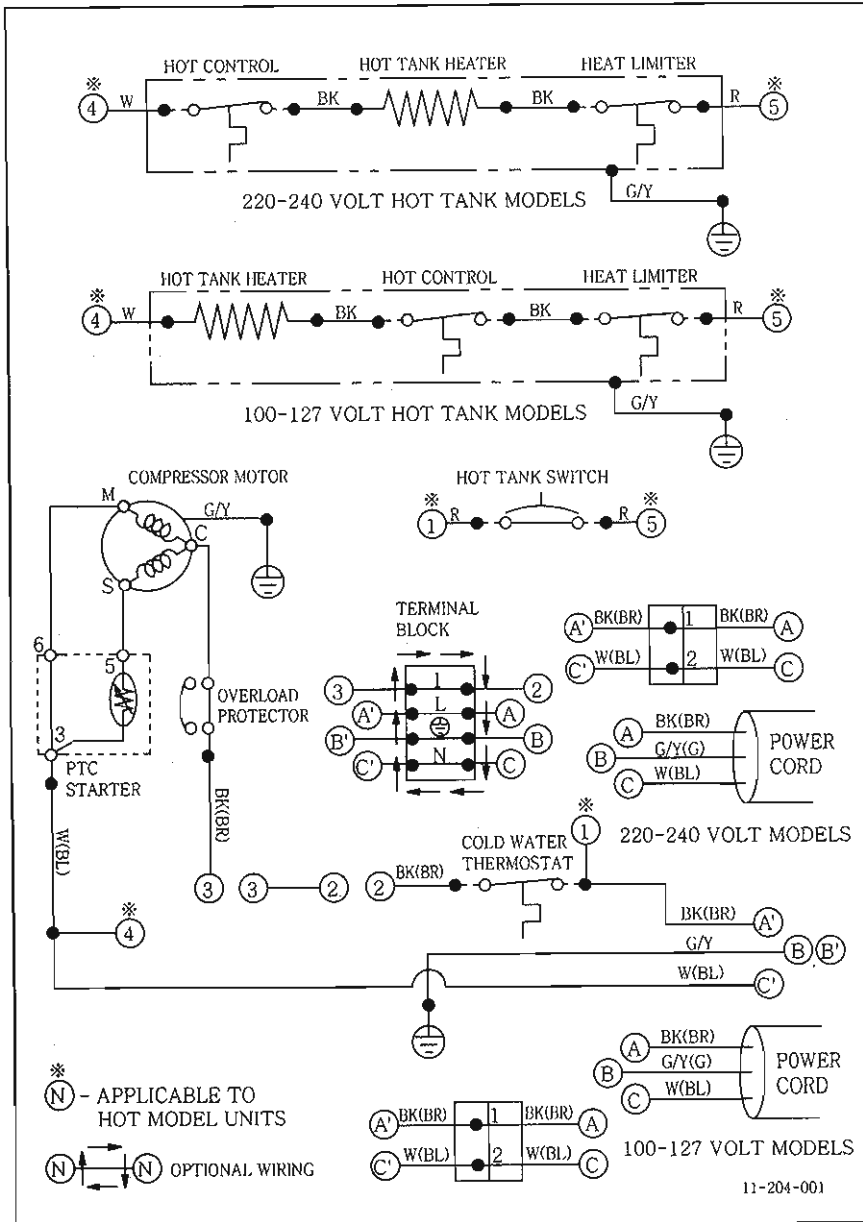 HOT CONTROL HOT TANK HEATER HEAT LIMITER
※ ※
4 W BK BK R 5
G/Y
220-240 VOLT HOT TANK MODELS
HOT TANK HEATER HOT CONTROL HEAT LIMITER
※ ※
4 W BK BK R 5
G/Y
100-127 VOLT HOT TANK MODELS
COMPRESSOR MOTOR
M
G/Y
C
S
HOT TANK SWITCH
※ ※
1 R R 5
6
5
3
PTC
STARTER
OVERLOAD
PROTECTOR
W(BL)
BK(BR)
TERMINAL
BLOCK
3 1 2
A' L A
B' B
C' N C
A' BK(BR) 1 BK(BR) A
C' W(BL) 2 W(BL) C
A BK(BR)
B G/Y(G)
C W(BL)
POWER
CORD
220-240 VOLT MODELS
※
1
COLD WATER
THERMOSTAT
3 3 2 2 BK(BR)
BK(BR) A'
※
4
G/Y B B'
W(BL) C'
※
N - APPLICABLE TO
HOT MODEL UNITS
N N OPTIONAL WIRING
A' BK(BR) 1 BK(BR) A
C' W(BL) 2 W(BL) C
A BK(BR)
B G/Y(G)
C W(BL)
POWER
CORD
100-127 VOLT MODELS
11-204-001